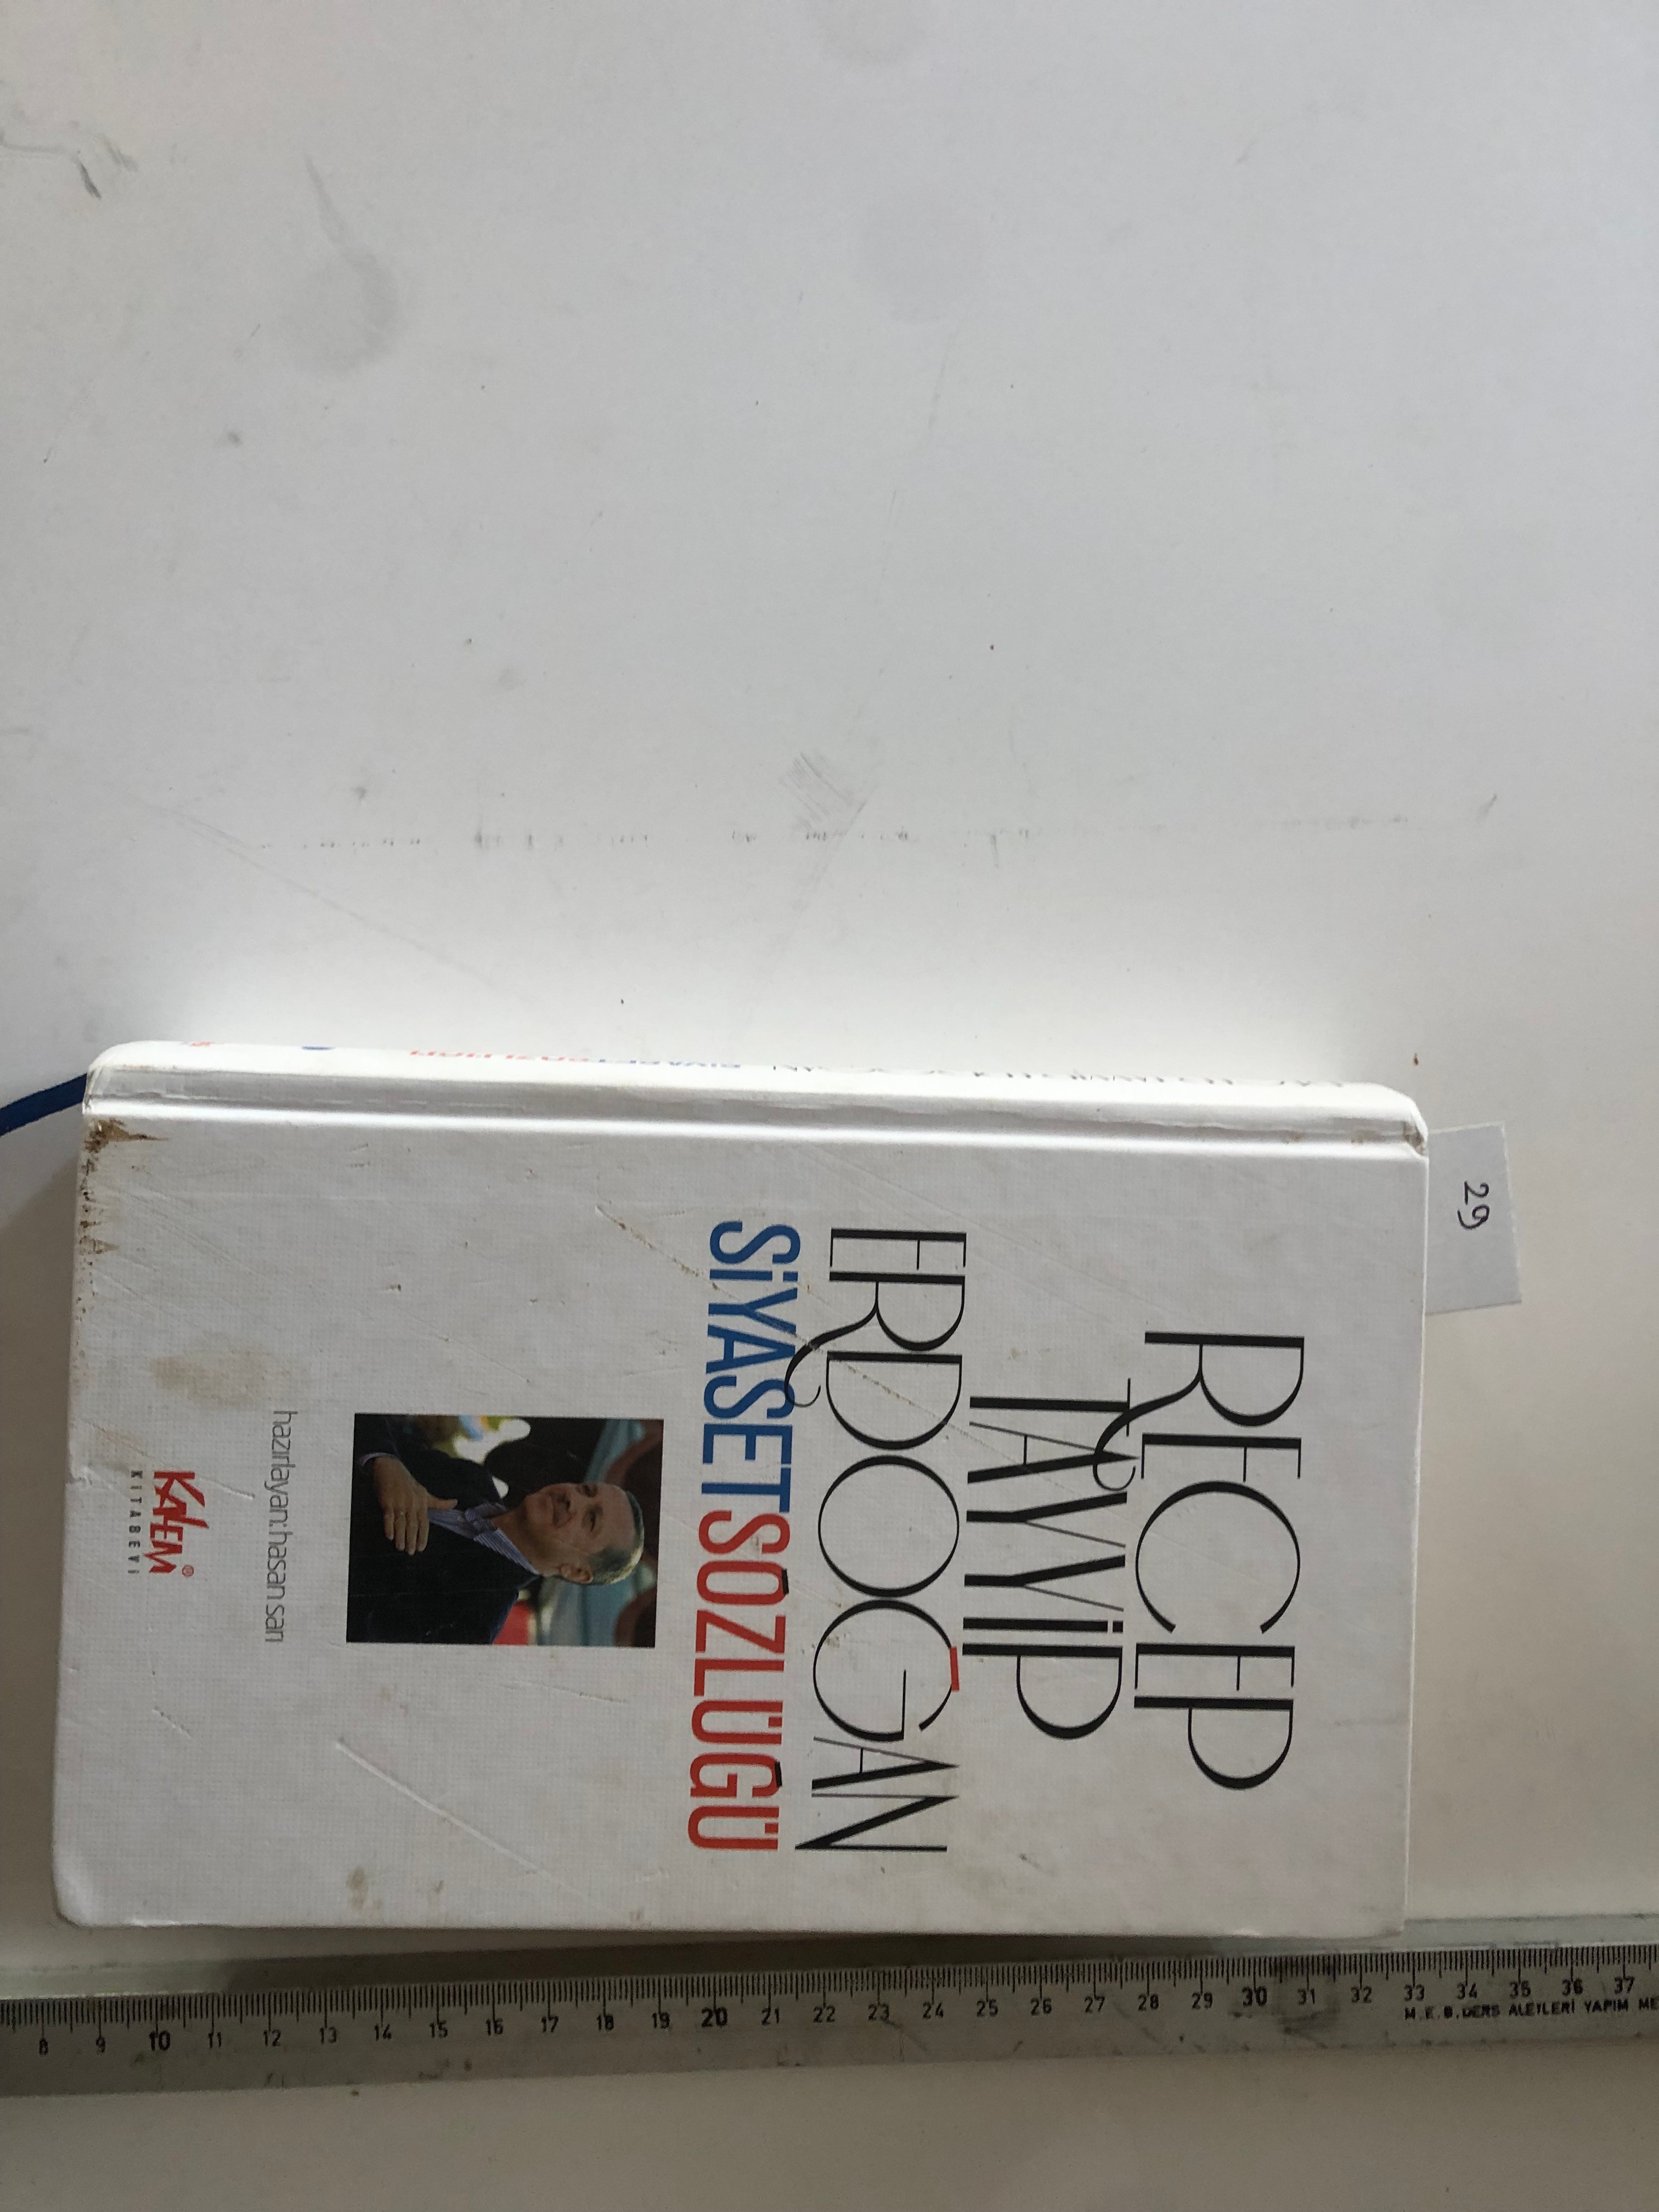 29
RECEP
TAYYİP
ERDOĞAN
SİYASETSÖZLÜĞÜ
hazırlayan: hasan sarı
KALEM®
KİTABEVİ
8 9 10 11 12 13 14 15 16 17 18 19 20 21 22 23 24 25 26 27 28 29 30 31 32 33 34 35 36 37
M.E.B. DERS ALETLERİ YAPIM ME